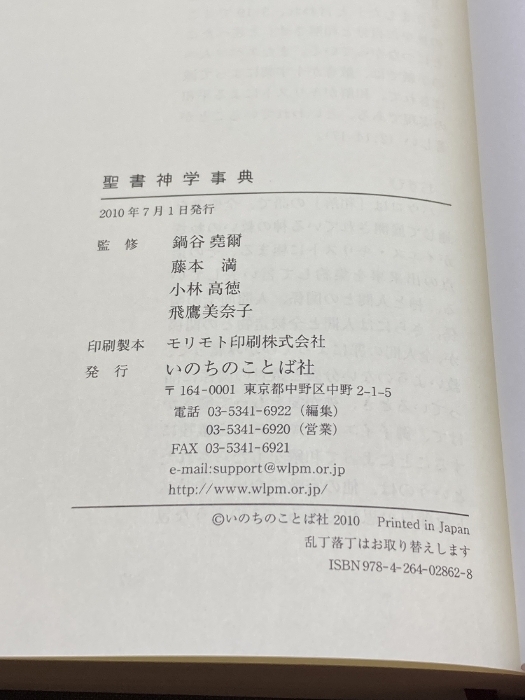 聖書神学事典
2010年7月1日発行
監修 鍋谷堯爾
藤本 満
小林高徳
飛鷹美奈子
印刷製本 モリモト印刷株式会社
発行 いのちのことば社
〒164-0001 東京都中野区中野2-1-5
電話 03-5341-6922（編集）
03-5341-6920（営業）
FAX 03-5341-6921
e-mail:support@wlpm.or.jp
http://www.wlpm.or.jp/
©いのちのことば社 2010 Printed in Japan
乱丁落丁はお取り替えします
ISBN978-4-264-02862-8